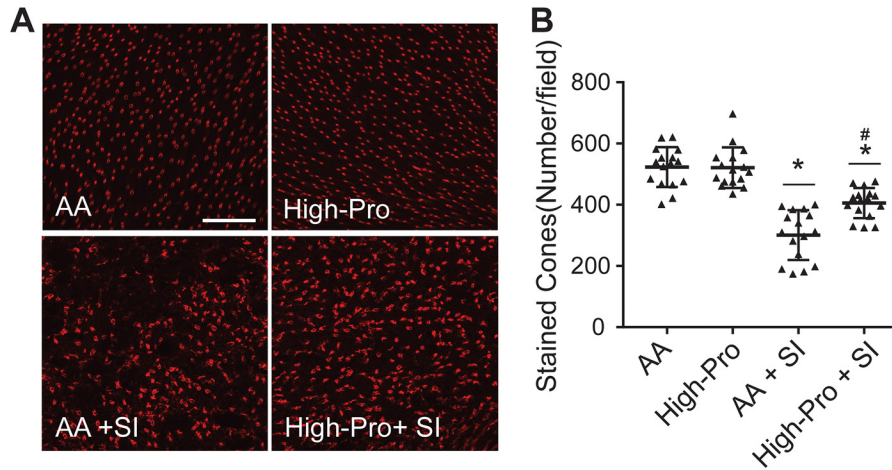 A
AA
High-Pro
AA +SI
High-Pro+ SI
B
Stained Cones(Number/field)
800
600
400
200
0
*
#
*
AA
High-Pro
AA + SI
High-Pro + SI